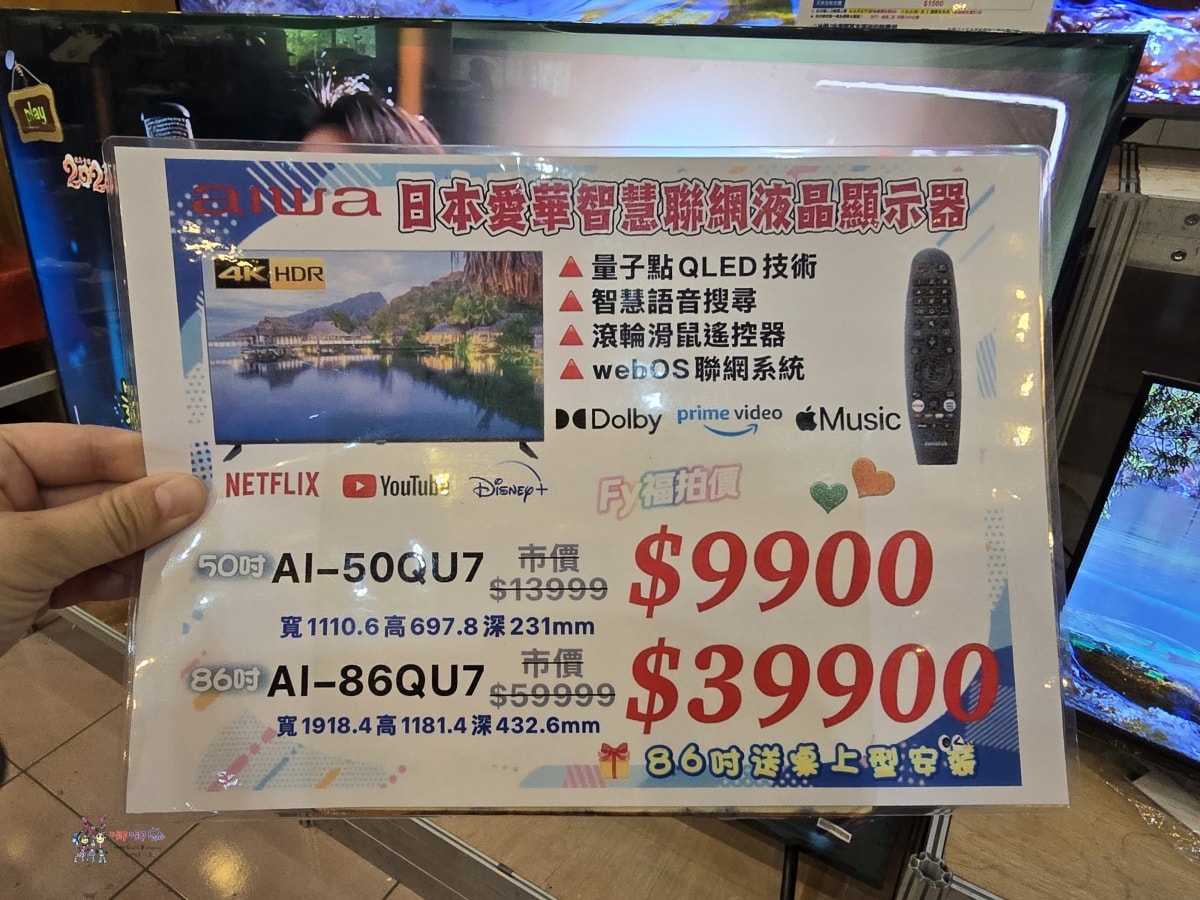 $1500
play
aiwa 日本愛華智慧聯網液晶顯示器
4K HDR
▲ 量子點QLED技術
▲ 智慧語音搜尋
▲ 滾輪滑鼠遙控器
▲ webOS聯網系統
Dolby prime video Music
NETFLIX YouTube Disney+
Fy福拍價
50吋 AI-50QU7 市價 $13999 $9900
寬1110.6高697.8深231mm
86吋 AI-86QU7 市價 $59999 $39900
寬1918.4高1181.4深432.6mm
86吋送桌上型安裝